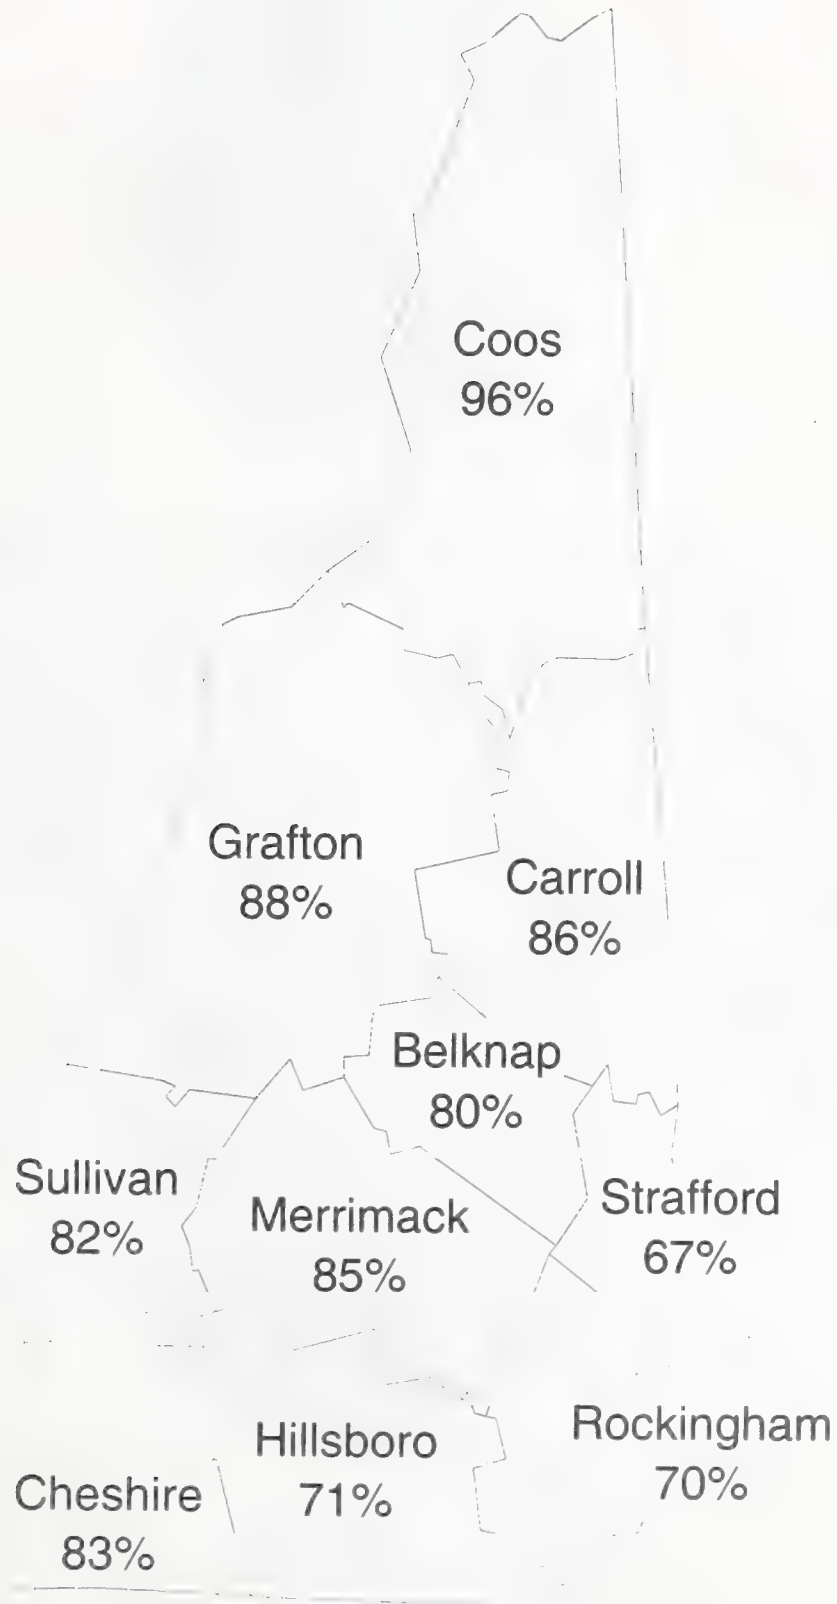 Coos
96%
Grafton
88%
Carroll
86%
Belknap
80%
Sullivan
82%
Merrimack
85%
Strafford
67%
Hillsboro
71%
Rockingham
70%
Cheshire
83%